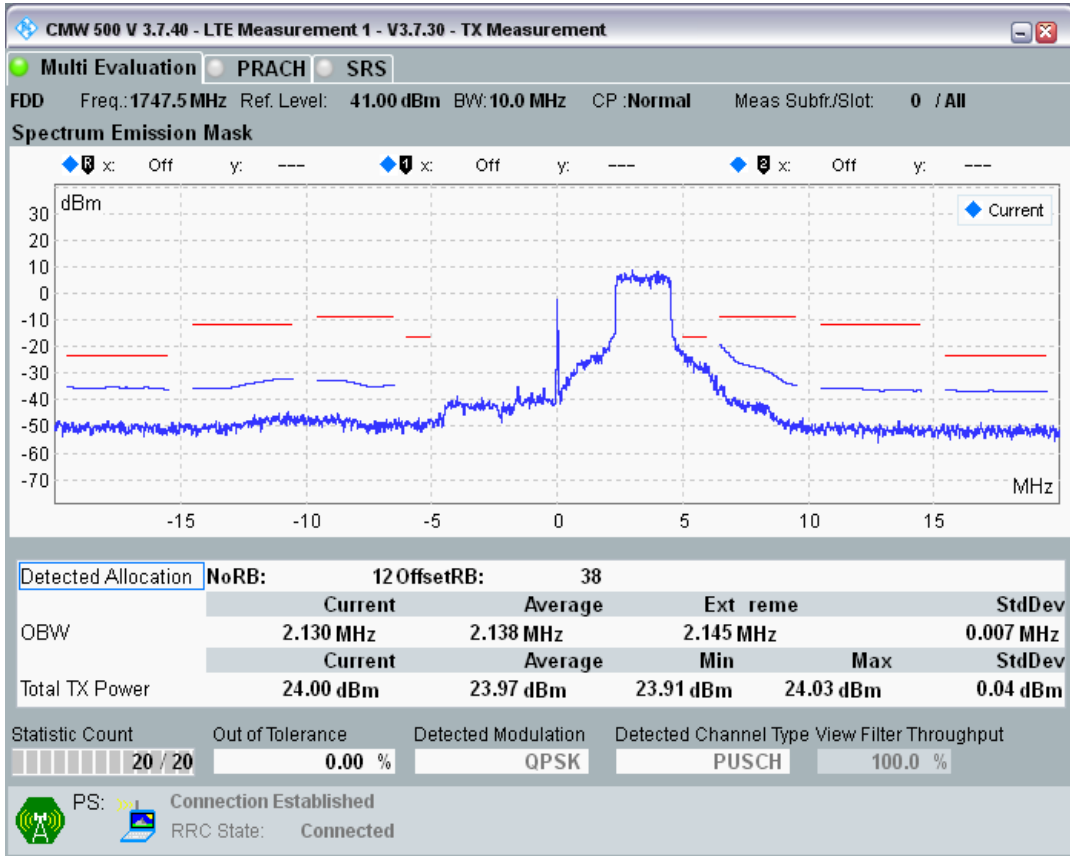 CMW 500 V 3.7.40 - LTE Measurement 1 - V3.7.30 - TX Measurement
Multi Evaluation PRACH SRS
FDD Freq.: 1747.5 MHz Ref. Level: 41.00 dBm BW: 10.0 MHz CP :Normal Meas Subfr./Slot: 0 / All
Spectrum Emission Mask
R x: Off y: --- 1 x: Off y: --- 2 x: Off y: ---
dBm
Current
30
20
10
0
-10
-20
-30
-40
-50
-60
-70
MHz
-15 -10 -5 0 5 10 15
Detected Allocation NoRB: 12 OffsetRB: 38
Current Average Ext reme StdDev
OBW 2.130 MHz 2.138 MHz 2.145 MHz 0.007 MHz
Current Average Min Max StdDev
Total TX Power 24.00 dBm 23.97 dBm 23.91 dBm 24.03 dBm 0.04 dBm
Statistic Count Out of Tolerance Detected Modulation Detected Channel Type View Filter Throughput
20 / 20 0.00 % QPSK PUSCH 100.0 %
PS: Connection Established
RRC State: Connected